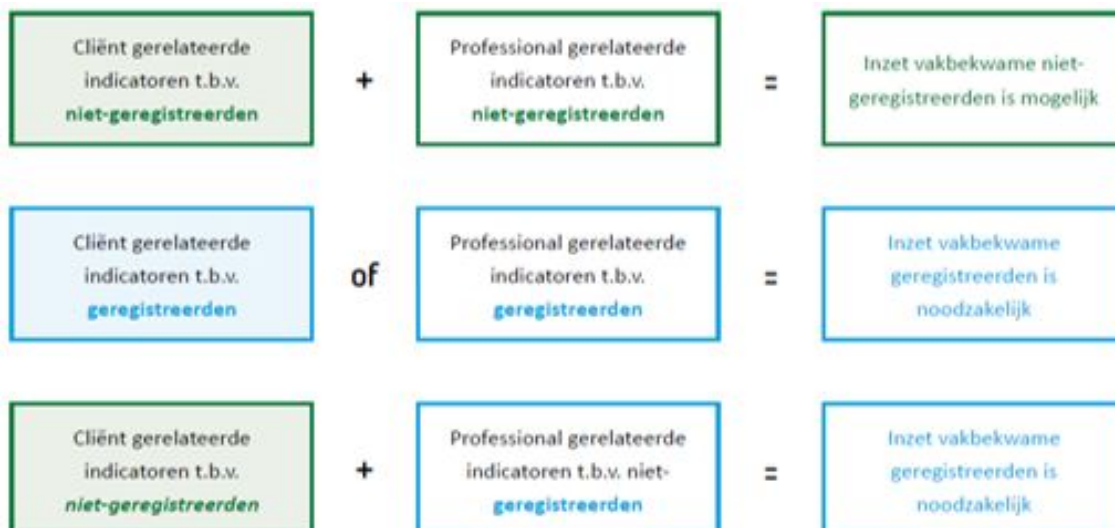 Cliënt gerelateerde
indicatoren t.b.v.
niet-geregistreerden
+
Professional gerelateerde
indicatoren t.b.v.
niet-geregistreerden
=
Inzet vakbekwame niet-
geregistreerden is mogelijk
Cliënt gerelateerde
indicatoren t.b.v.
geregistreerden
of
Professional gerelateerde
indicatoren t.b.v.
geregistreerden
=
Inzet vakbekwame
geregistreerden is
noodzakelijk
Cliënt gerelateerde
indicatoren t.b.v.
niet-geregistreerden
+
Professional gerelateerde
indicatoren t.b.v. niet-
geregistreerden
=
Inzet vakbekwame
geregistreerden is
noodzakelijk